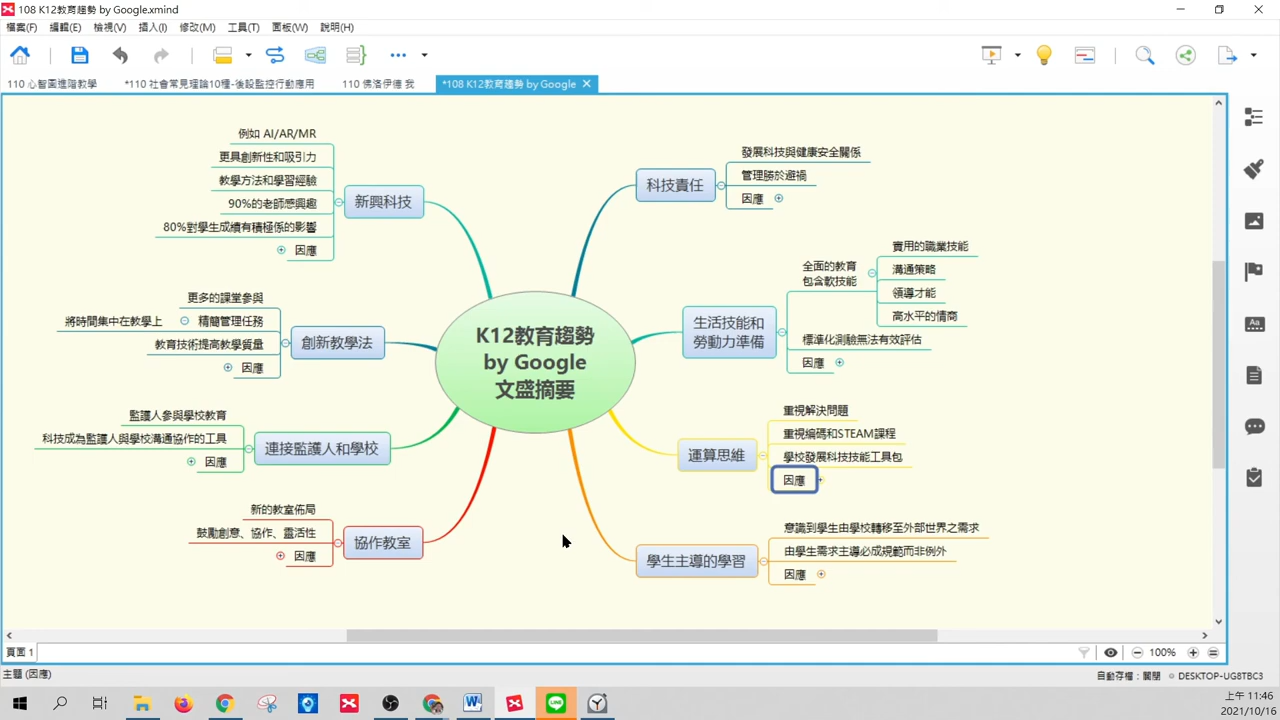 108 K12教育趨勢 by Google.xmind
檔案(F) 編輯(E) 檢視(V) 插入(I) 修改(M) 工具(T) 面板(W) 說明(H)
110 心智圖進階教學 *110 社會常見理論10種-後設監控行動應用 110 佛洛伊德 我 *108 K12教育趨勢 by Google
例如 AI/AR/MR
更具創新性和吸引力
教學方法和學習經驗
90%的老師感興趣
80%對學生成績有積極係的影響
因應
新興科技
更多的課堂參與
將時間集中在教學上
精簡管理任務
教育技術提高教學質量
因應
創新教學法
監護人參與學校教育
科技成為監護人與學校溝通協作的工具
因應
連接監護人和學校
新的教室佈局
鼓勵創意、協作、靈活性
因應
協作教室
K12教育趨勢
by Google
文盛摘要
科技責任
發展科技與健康安全關係
管理勝於避禍
因應
生活技能和
勞動力準備
全面的教育
包含軟技能
實用的職業技能
溝通策略
領導才能
高水平的情商
標準化測驗無法有效評估
因應
運算思維
重視解決問題
重視編碼和STEAM課程
學校發展科技技能工具包
因應
學生主導的學習
意識到學生由學校轉移至外部世界之需求
由學生需求主導必成規範而非例外
因應
頁面 1
100%
主題 (因應)
自動存檔：關閉 DESKTOP-UG8TBC3
上午 11:46
2021/10/16